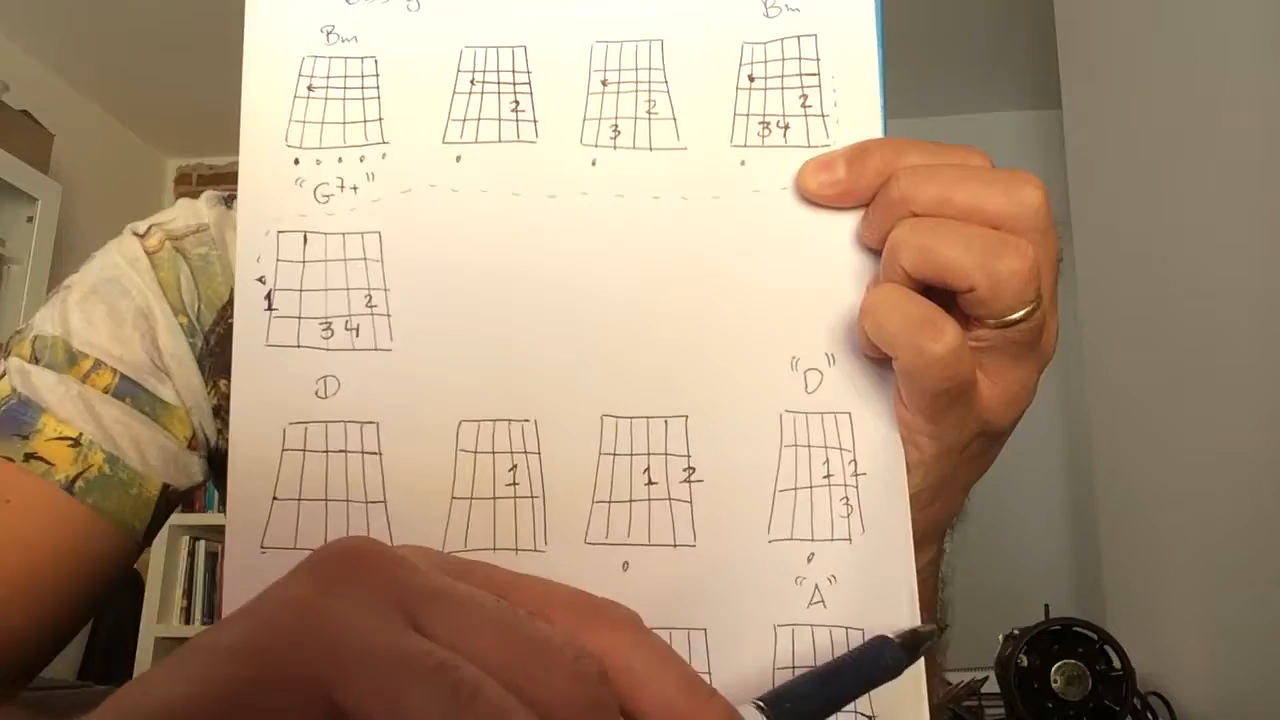 Bm Bm
2 2 2
3 34
"G7+"
1 2
34
D "D"
1 1 2 1 2
3
"A"